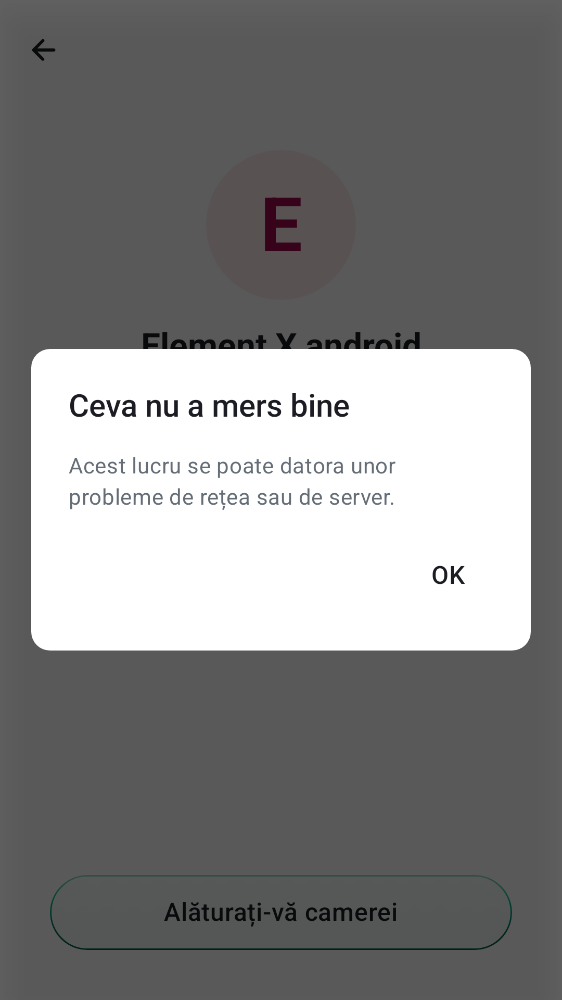 E
Element X android
Ceva nu a mers bine
Acest lucru se poate datora unor
probleme de rețea sau de server.
OK
Alăturați-vă camerei